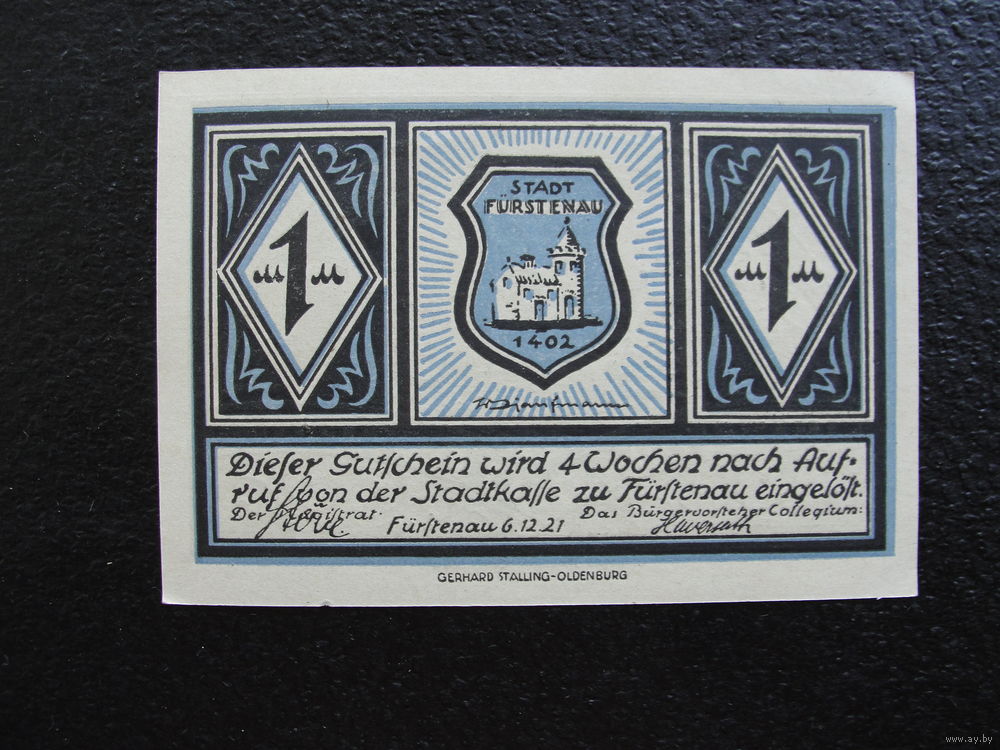 STADT
FÜRSTENAU
M 1 M
M 1 M
1402
Dieſer Gutſchein wird 4 Wochen nach Auf-
ruf von der Stadtkaſſe zu Fürſtenau eingelöſt.
Der Magiſtrat: Fürſtenau 6.12.21 Das Bürgervorſteher Collegium:
GERHARD STALLING-OLDENBURG
www.ay.by